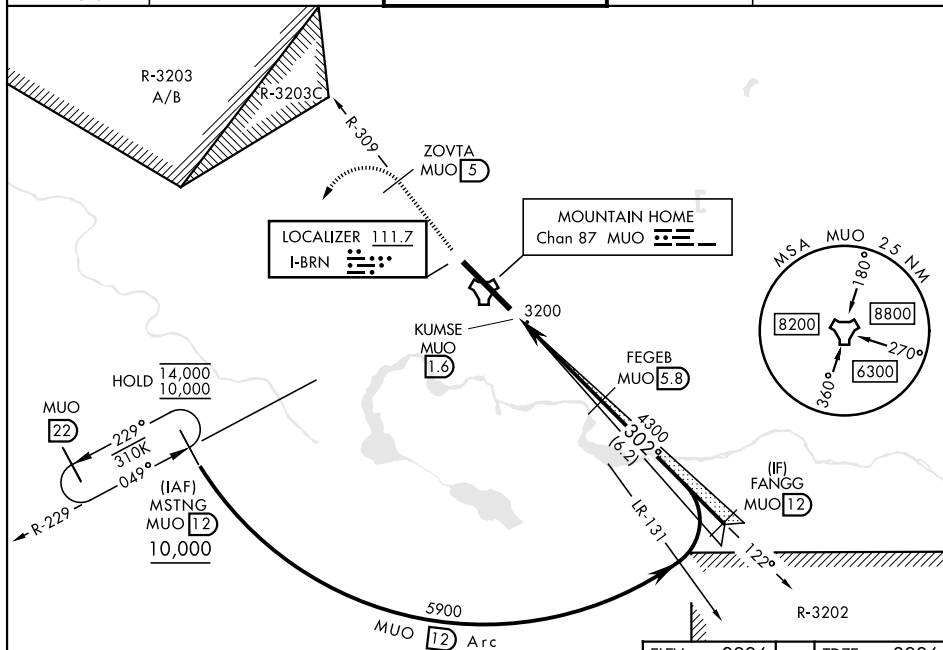 R-3203
A/B
R-3203C
R-309
ZOVTA
MUO 5
LOCALIZER 111.7
I-BRN
MOUNTAIN HOME
Chan 87 MUO
MSA MUO 25 NM
180°
8200
8800
270°
6300
360°
3200
KUMSE
MUO
1.6
FEGEB
MUO 5.8
HOLD 14,000
10,000
MUO
22
229°
310K
049°
R-229
(IAF)
MSTNG
MUO 12
10,000
4300
302°
(6.2)
(IF)
FANGG
MUO 12
LR-131
122°
R-3202
5900
MUO 12 Arc